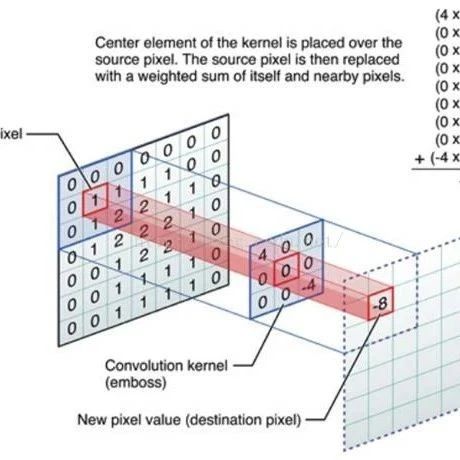 Center element of the kernel is placed over the
source pixel. The source pixel is then replaced
with a weighted sum of itself and nearby pixels.
(4 x
(0 x
(0 x
(0 x
(0 x
(0 x
(0 x
(0 x
+ (-4 x
ixel
0 0 0 0 0 0 0
0 1 1 1 1 1 0
0 1 2 2 2 1 0
0 1 2 2 2 1 0
0 0 1 2 2 1 0
0 0 1 1 1 1 0
0 0 1 1 1 1 0
4 0 0
0 0 0
0 0 -4
-8
Convolution kernel
(emboss)
New pixel value (destination pixel)